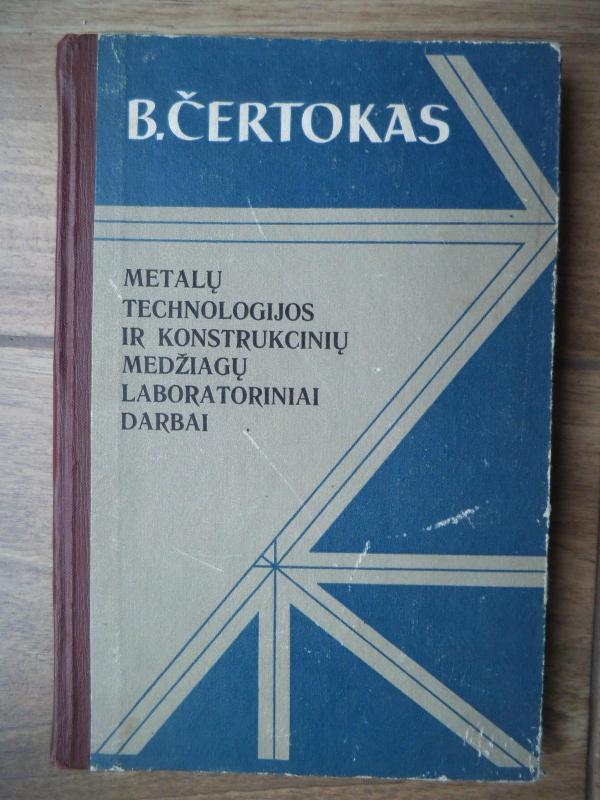 B.ČERTOKAS
METALŲ
TECHNOLOGIJOS
IR KONSTRUKCINIŲ
MEDŽIAGŲ
LABORATORINIAI
DARBAI